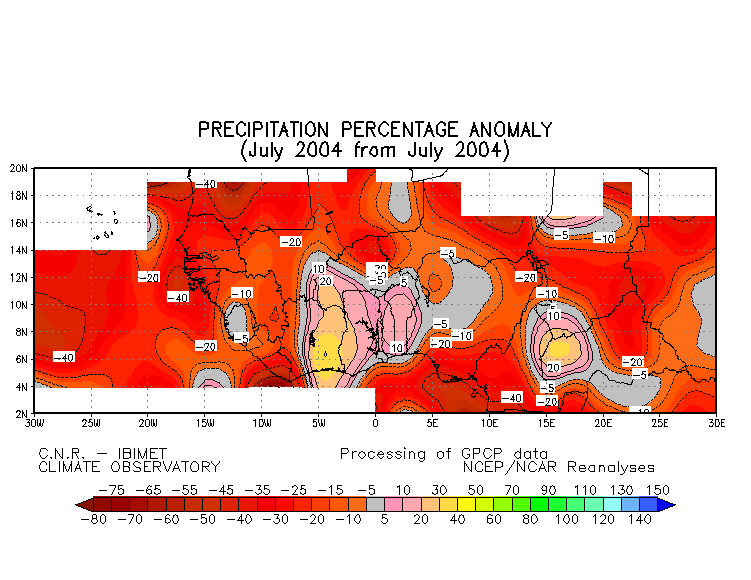 PRECIPITATION PERCENTAGE ANOMALY
(July 2004 from July 2004)
20N
18N
16N
14N
12N
10N
8N
6N
4N
2N
-40
-20
-5
-10
-5
10
20
-5
5
-20
-40
-10
-5
-20
-40
-5
-10
-20
10
-20
-10
10
20
-5
-20
-40
-20
-5
10
30W 25W 20W 15W 10W 5W 0 5E 10E 15E 20E 25E 30E
C.N.R. – IBIMET Processing of GPCP data
CLIMATE OBSERVATORY NCEP/NCAR Reanalyses
-75 -65 -55 -45 -35 -25 -15 -5 10 30 50 70 90 110 130 150
-80 -70 -60 -50 -40 -30 -20 -10 5 20 40 60 80 100 120 140